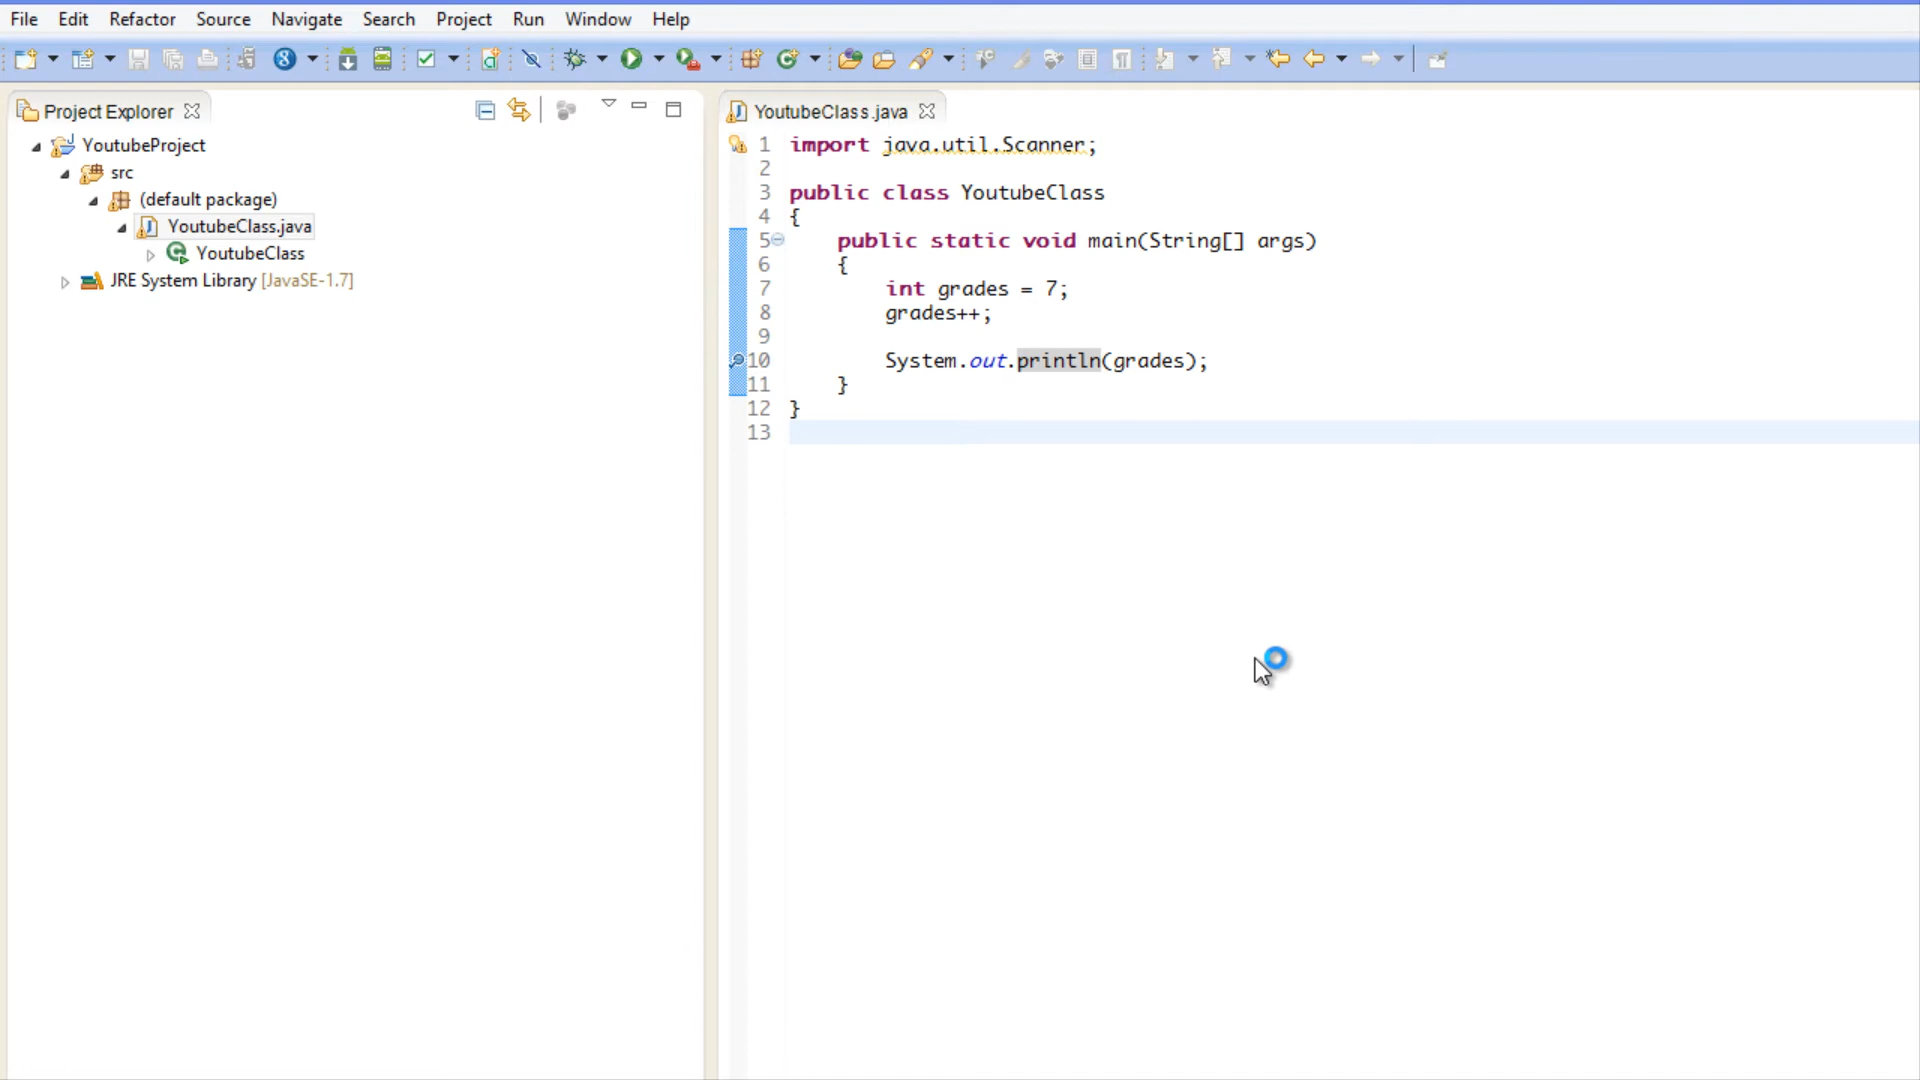 File Edit Refactor Source Navigate Search Project Run Window Help
Project Explorer
YoutubeProject
src
(default package)
YoutubeClass.java
YoutubeClass
JRE System Library [JavaSE-1.7]
YoutubeClass.java
1 import java.util.Scanner;
2
3 public class YoutubeClass
4 {
5 public static void main(String[] args)
6 {
7 int grades = 7;
8 grades++;
9
10 System.out.println(grades);
11 }
12 }
13